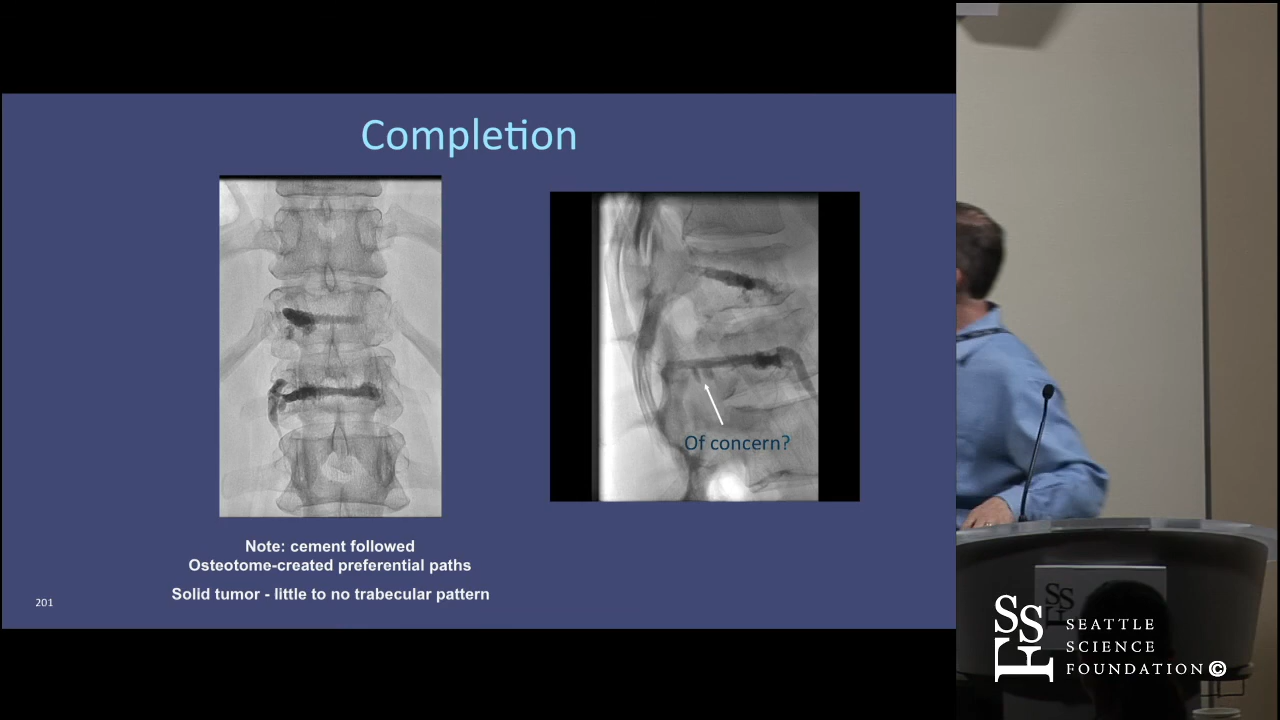 Completion
Of concern?
Note: cement followed
Osteotome-created preferential paths
Solid tumor - little to no trabecular pattern
201
SSF
SEATTLE
SCIENCE
FOUNDATION©